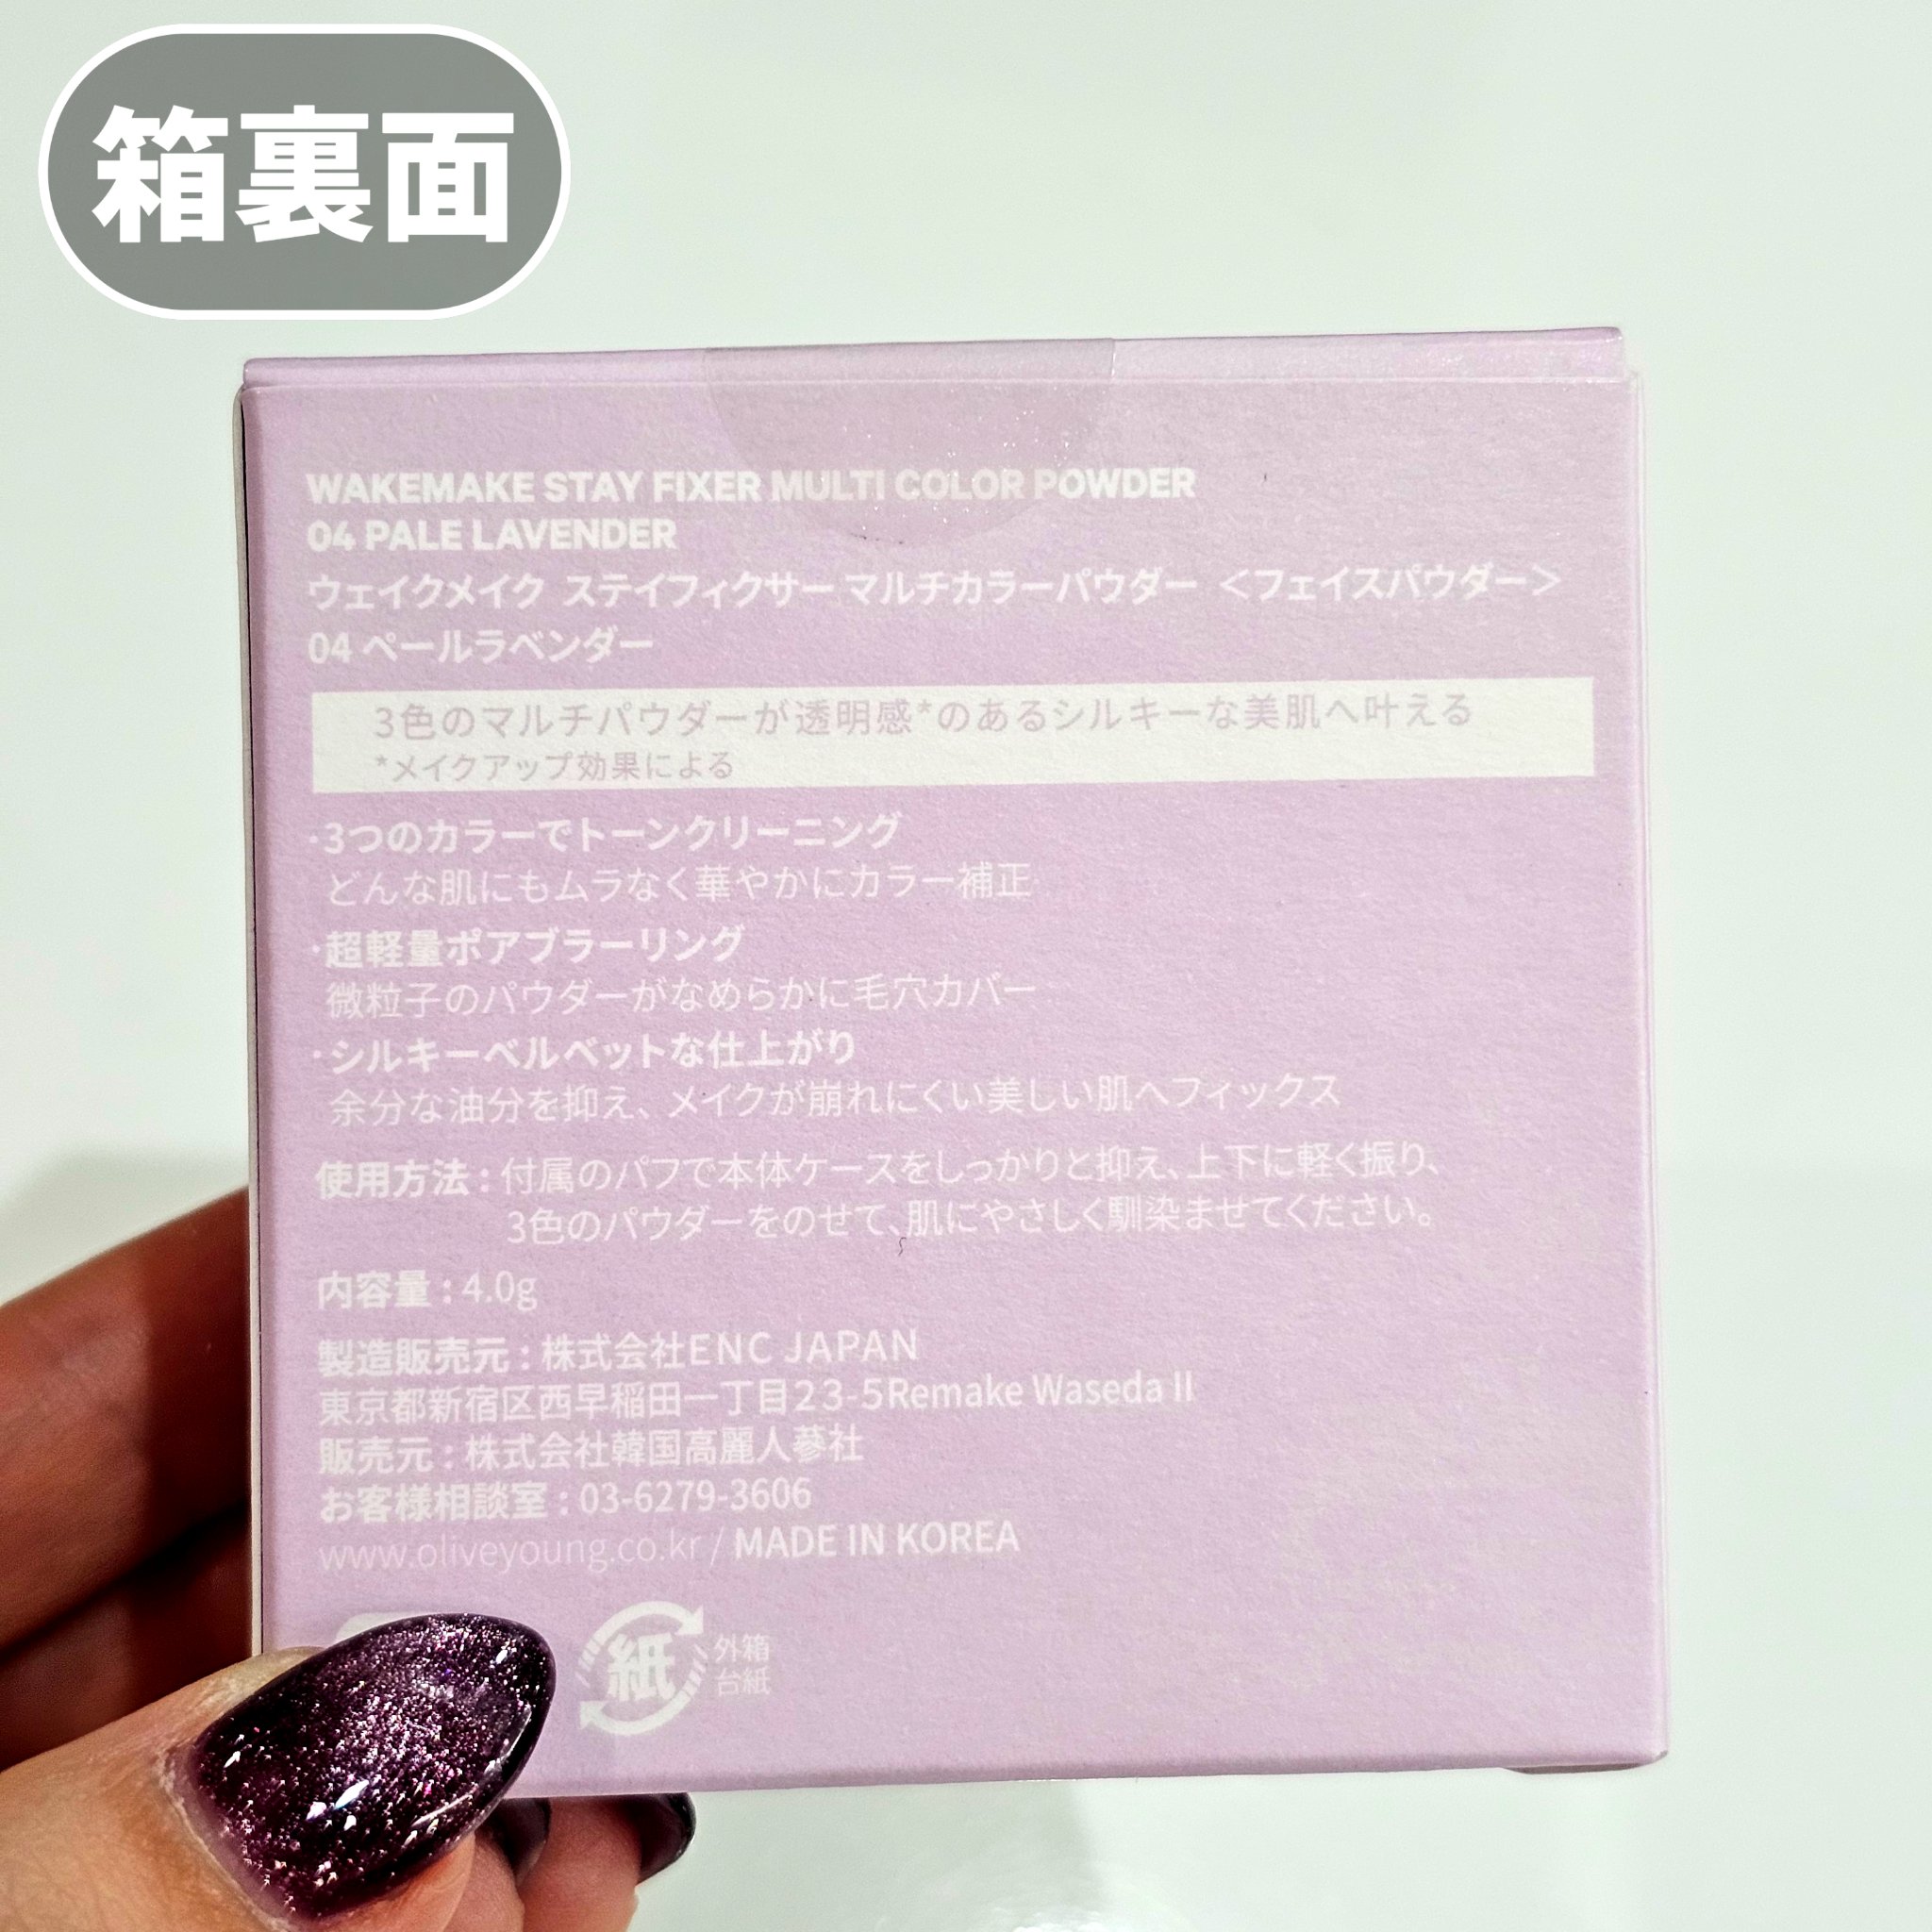 箱裏面
WAKEMAKE STAY FIXER MULTI COLOR POWDER
04 PALE LAVENDER
ウェイクメイク ステイフィクサー マルチカラーパウダー ＜フェイスパウダー＞
04 ペールラベンダー
3色のマルチパウダーが透明感*のあるシルキーな美肌へ叶える
*メイクアップ効果による
·3つのカラーでトーンクリーニング
どんな肌にもムラなく華やかにカラー補正
·超軽量ポアブラーリング
微粒子のパウダーがなめらかに毛穴カバー
·シルキーベルベットな仕上がり
余分な油分を抑え、メイクが崩れにくい美しい肌へフィックス
使用方法 : 付属のパフで本体ケースをしっかりと抑え、上下に軽く振り、
3色のパウダーをのせて、肌にやさしく馴染ませてください。
内容量 : 4.0g
製造販売元 : 株式会社ENC JAPAN
東京都新宿区西早稲田一丁目23-5Remake Waseda II
販売元 : 株式会社韓国高麗人蔘社
お客様相談室 : 03-6279-3606
www.oliveyoung.co.kr / MADE IN KOREA
紙
外箱
台紙